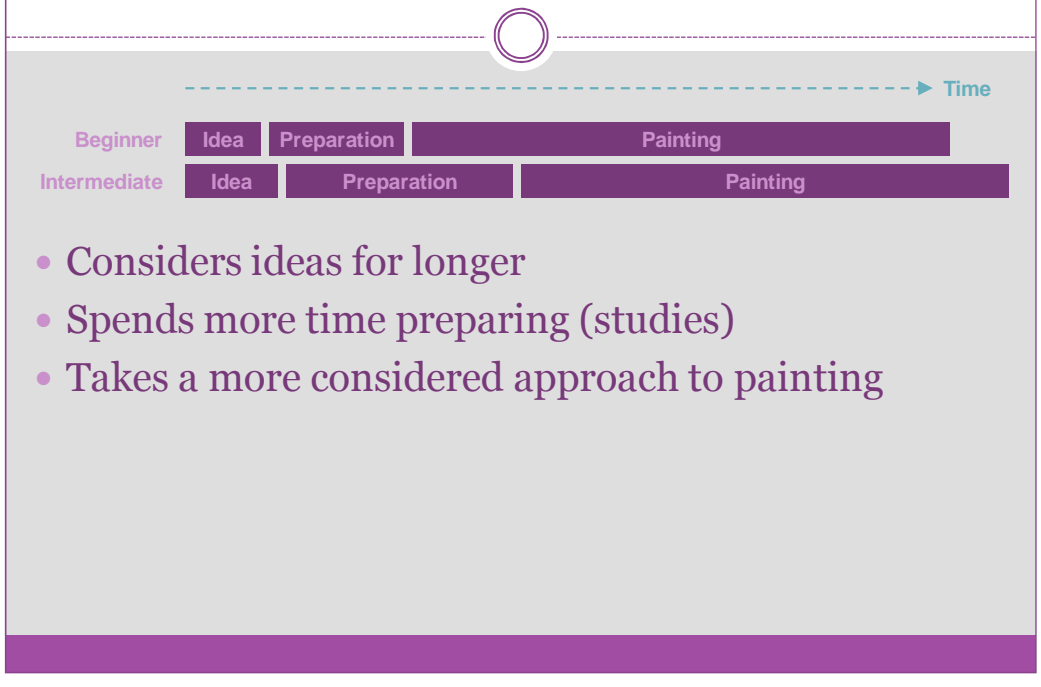 Time
Beginner Idea Preparation Painting
Intermediate Idea Preparation Painting
• Considers ideas for longer
• Spends more time preparing (studies)
• Takes a more considered approach to painting